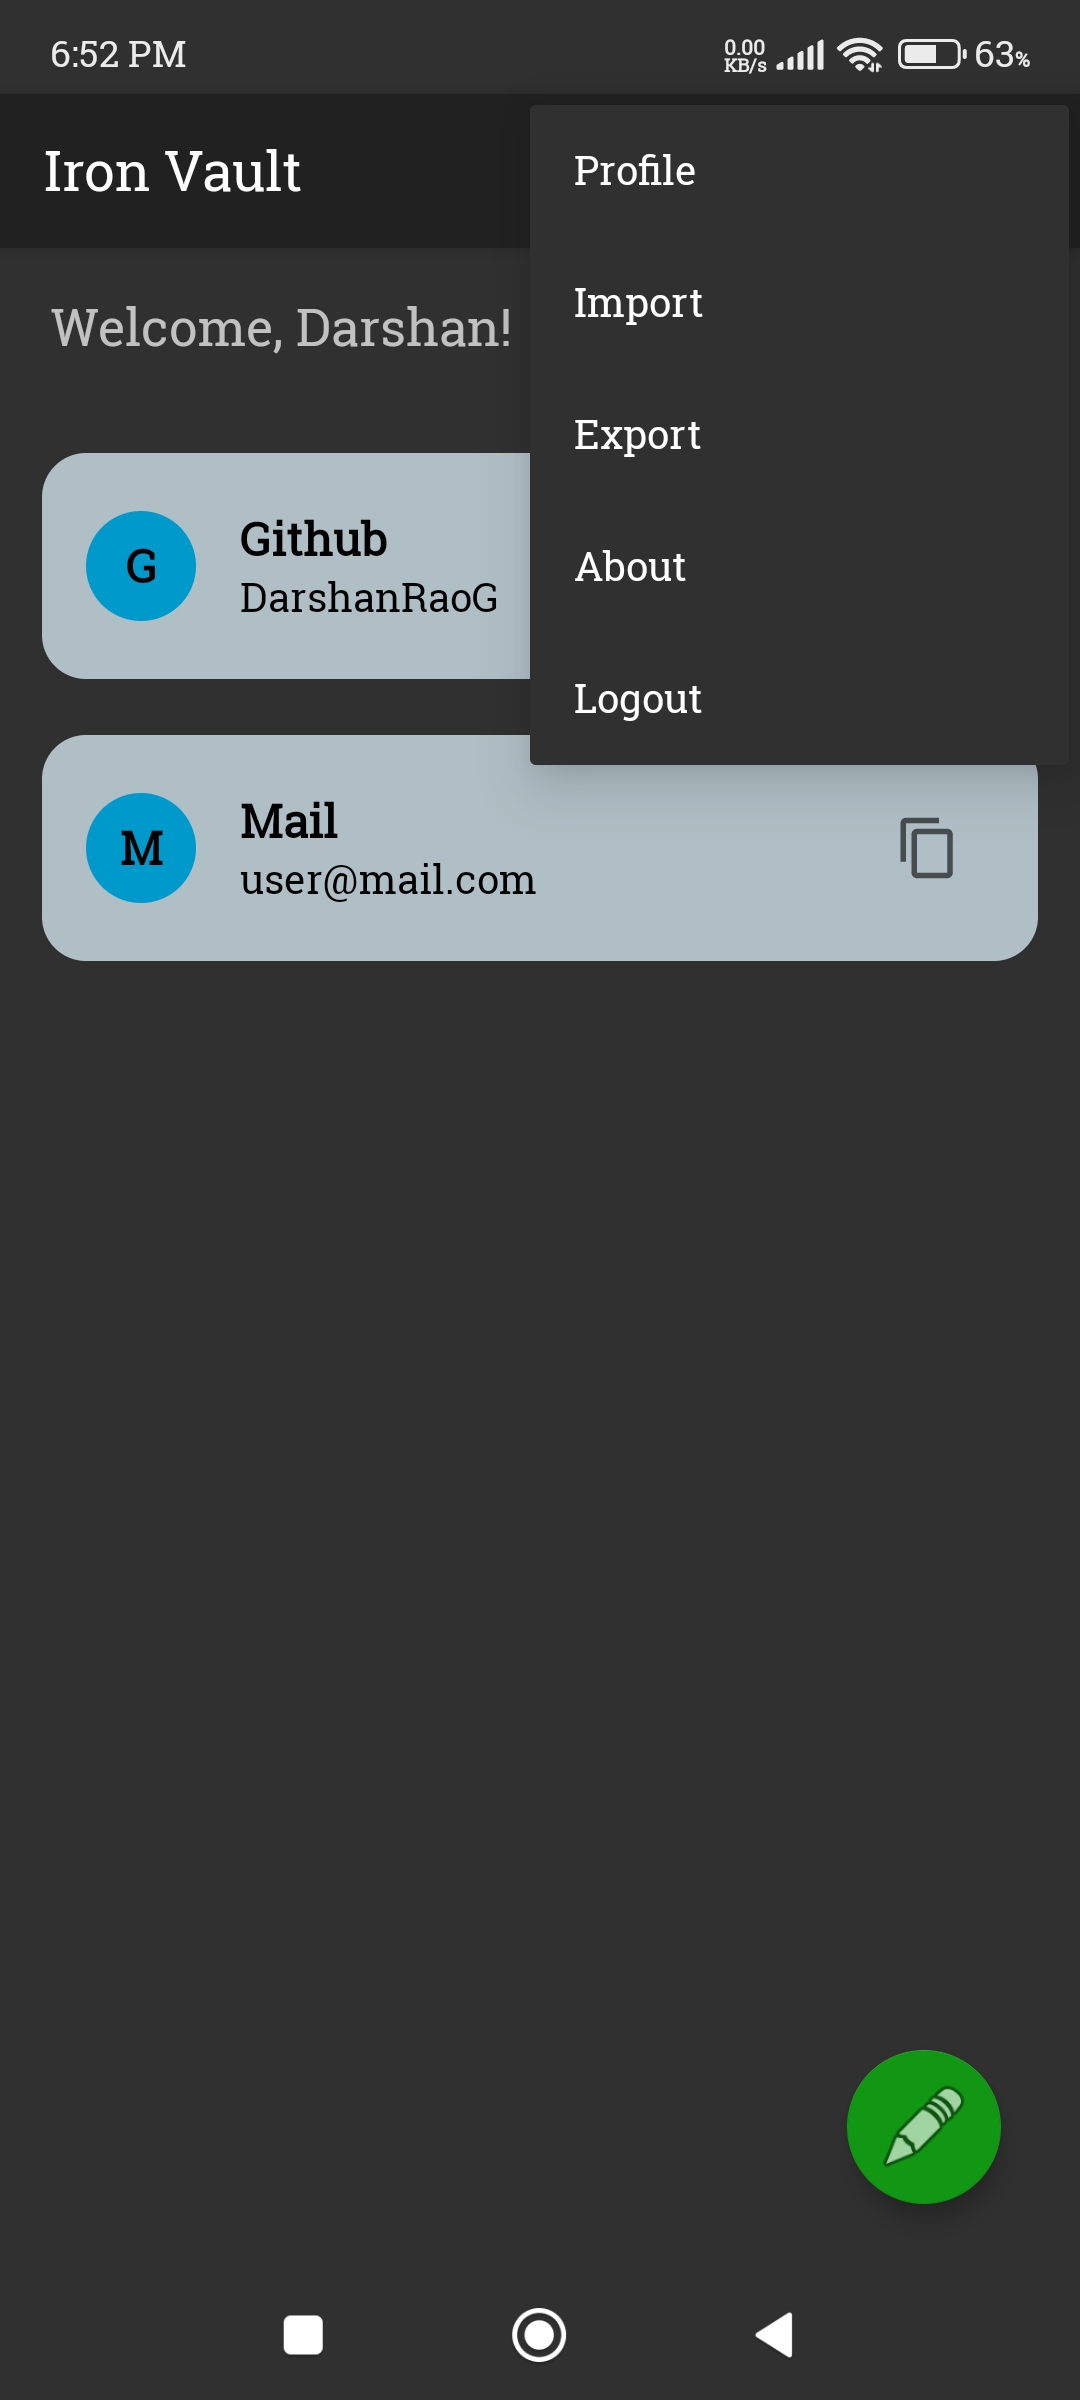 6:52 PM
0.00
KB/s
63%
Iron Vault
Welcome, Darshan!
Profile
Import
Export
About
Logout
G
Github
DarshanRaoG
M
Mail
user@mail.com